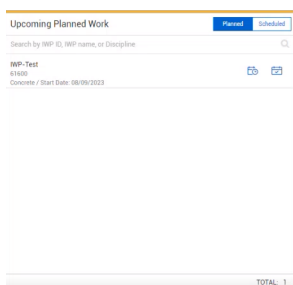 Upcoming Planned Work
Planned Scheduled
Search by IWP ID, IWP name, or Discipline
IWP-Test
61600
Concrete / Start Date: 08/09/2023
TOTAL: 1